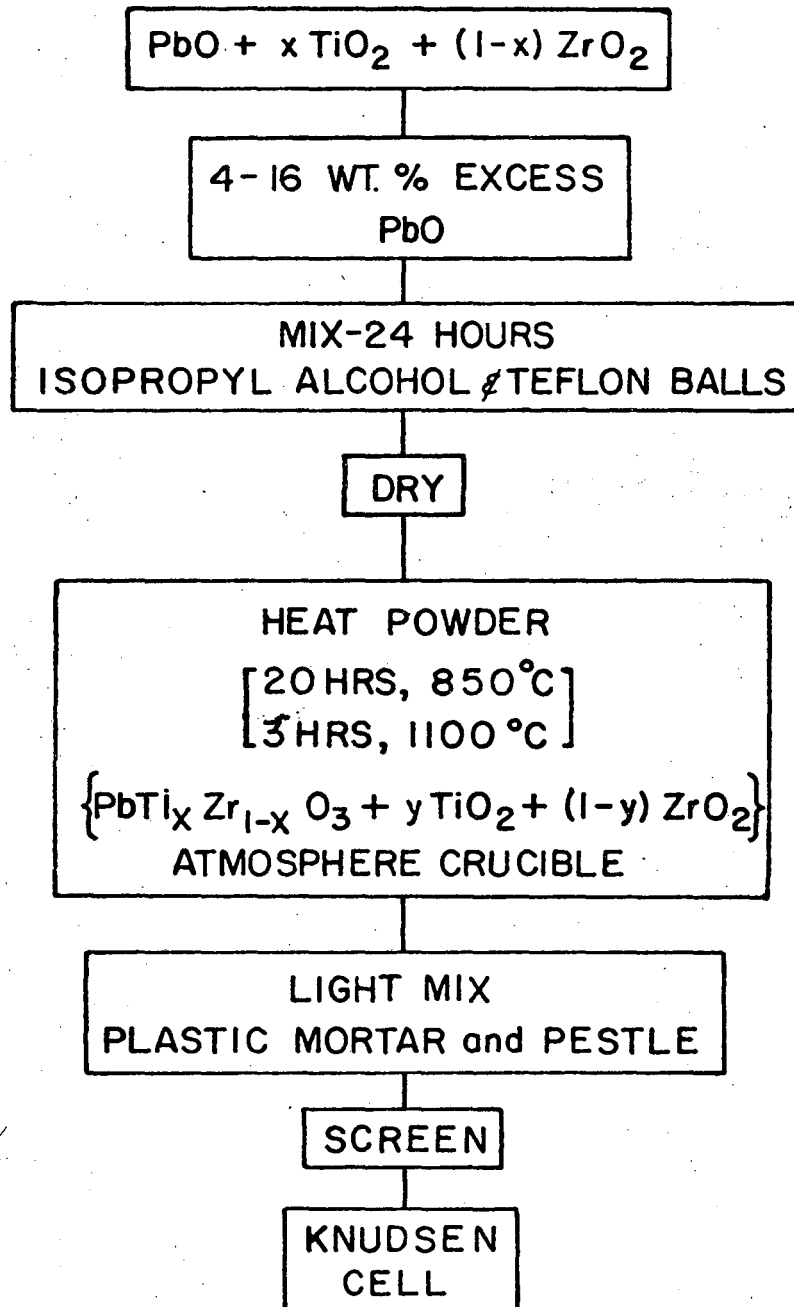 PbO + x TiO₂ + (1-x) ZrO₂
4-16 WT. % EXCESS
PbO
MIX-24 HOURS
ISOPROPYL ALCOHOL & TEFLON BALLS
DRY
HEAT POWDER
[20 HRS, 850°C]
[3 HRS, 1100°C]
{PbTiₓ Zr₁₋ₓ O₃ + y TiO₂ + (1-y) ZrO₂}
ATMOSPHERE CRUCIBLE
LIGHT MIX
PLASTIC MORTAR and PESTLE
SCREEN
KNUDSEN
CELL